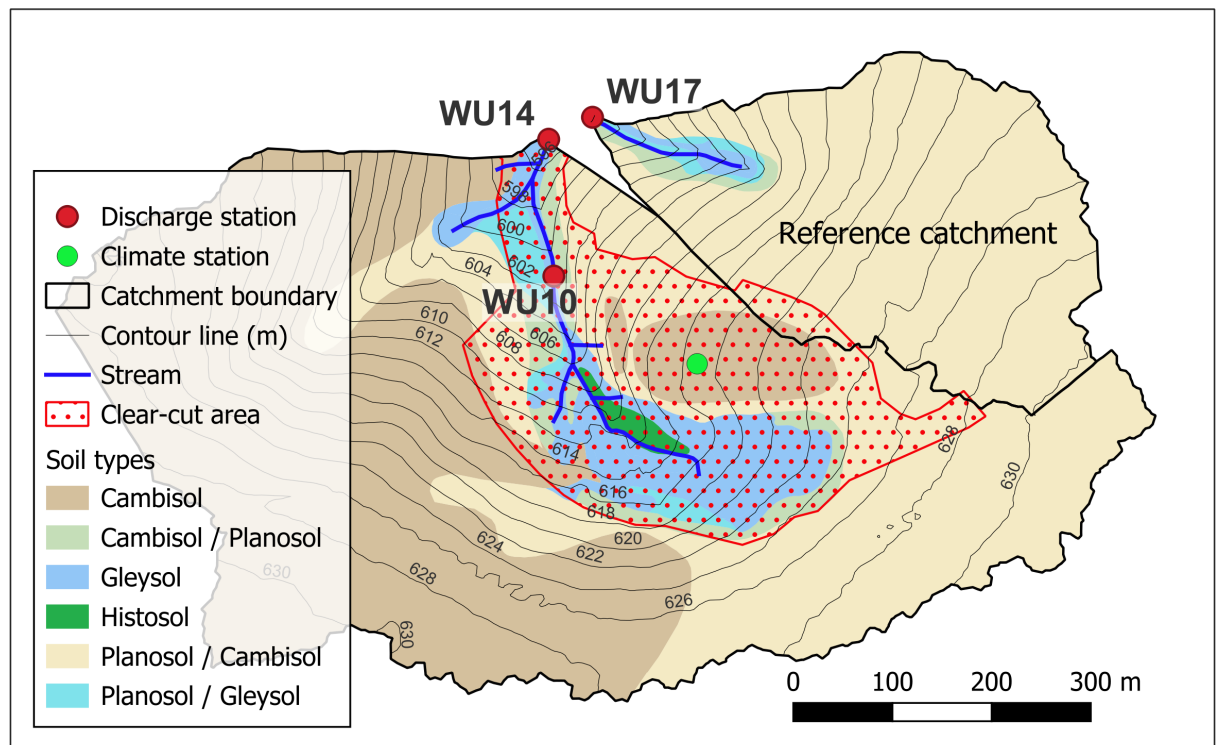 WU17
WU14
596
598
Reference catchment
600
602
604
WU10
610
612
606
608
614
616
618
620
622
624
626
628
628
630
630
630
Discharge station
Climate station
Catchment boundary
Contour line (m)
Stream
Clear-cut area
Soil types
Cambisol
Cambisol / Planosol
Gleysol
Histosol
Planosol / Cambisol
Planosol / Gleysol
0 100 200 300 m